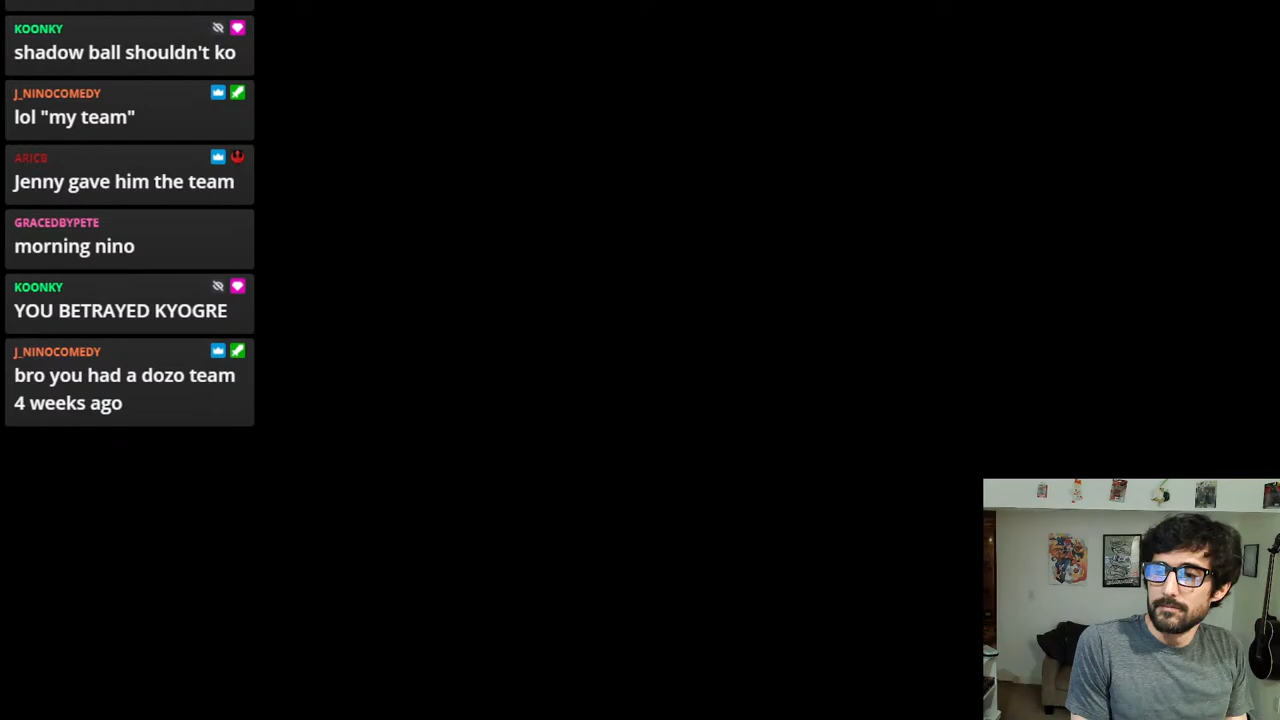 KOONKY
shadow ball shouldn't ko
J_NINOCOMEDY
lol "my team"
ARICB
Jenny gave him the team
GRACEDBYPETE
morning nino
KOONKY
YOU BETRAYED KYOGRE
J_NINOCOMEDY
bro you had a dozo team
4 weeks ago